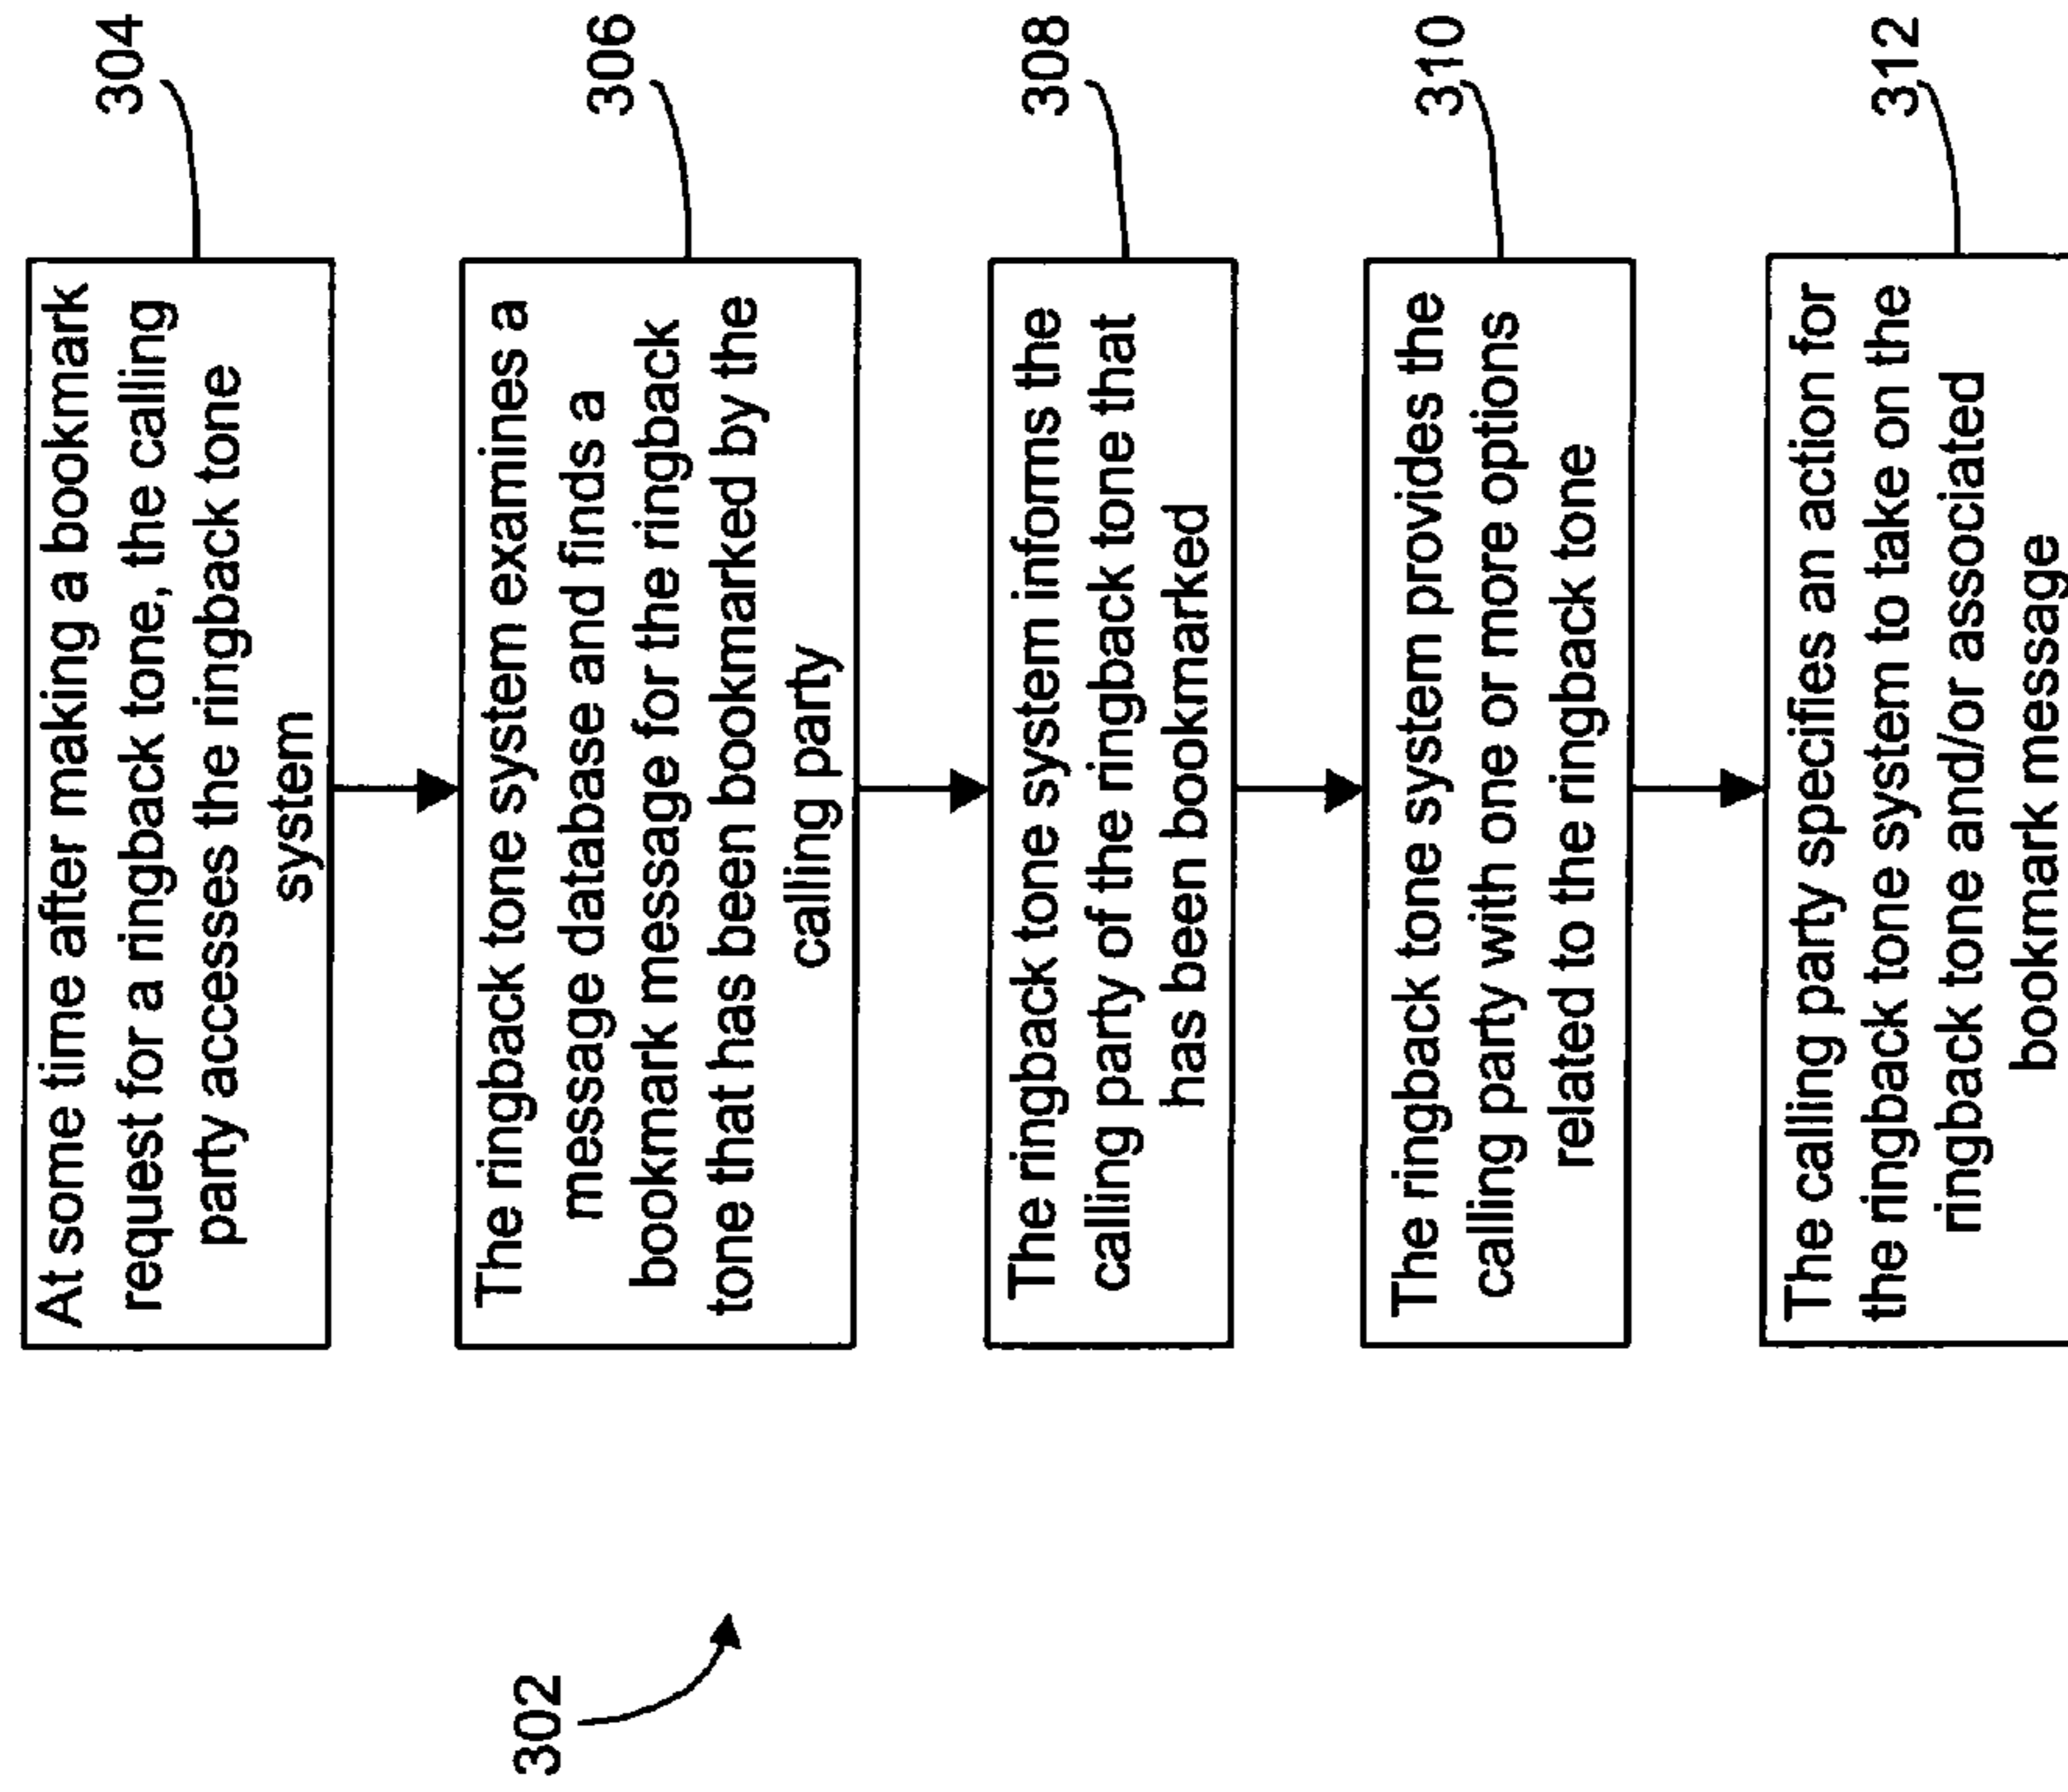 At some time after making a bookmark
request for a ringback tone, the calling
party accesses the ringback tone
system
304
The ringback tone system examines a
message database and finds a
bookmark message for the ringback
tone that has been bookmarked by the
calling party
306
The ringback tone system informs the
calling party of the ringback tone that
has been bookmarked
308
The ringback tone system provides the
calling party with one or more options
related to the ringback tone
310
The calling party specifies an action for
the ringback tone system to take on the
ringback tone and/or associated
bookmark message
312
302